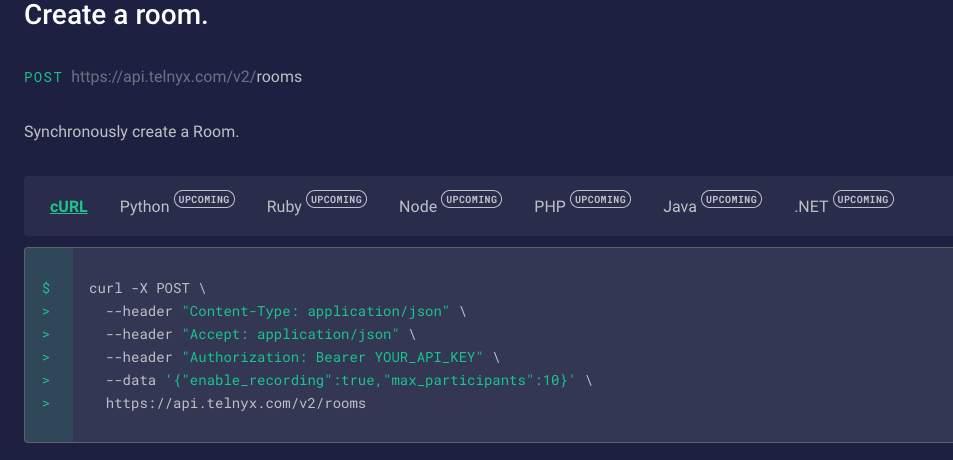 Create a room.
POST https://api.telnyx.com/v2/rooms
Synchronously create a Room.
cURL Python UPCOMING Ruby UPCOMING Node UPCOMING PHP UPCOMING Java UPCOMING .NET UPCOMING
$ curl -X POST \
> --header "Content-Type: application/json" \
> --header "Accept: application/json" \
> --header "Authorization: Bearer YOUR_API_KEY" \
> --data '{"enable_recording":true,"max_participants":10}' \
> https://api.telnyx.com/v2/rooms